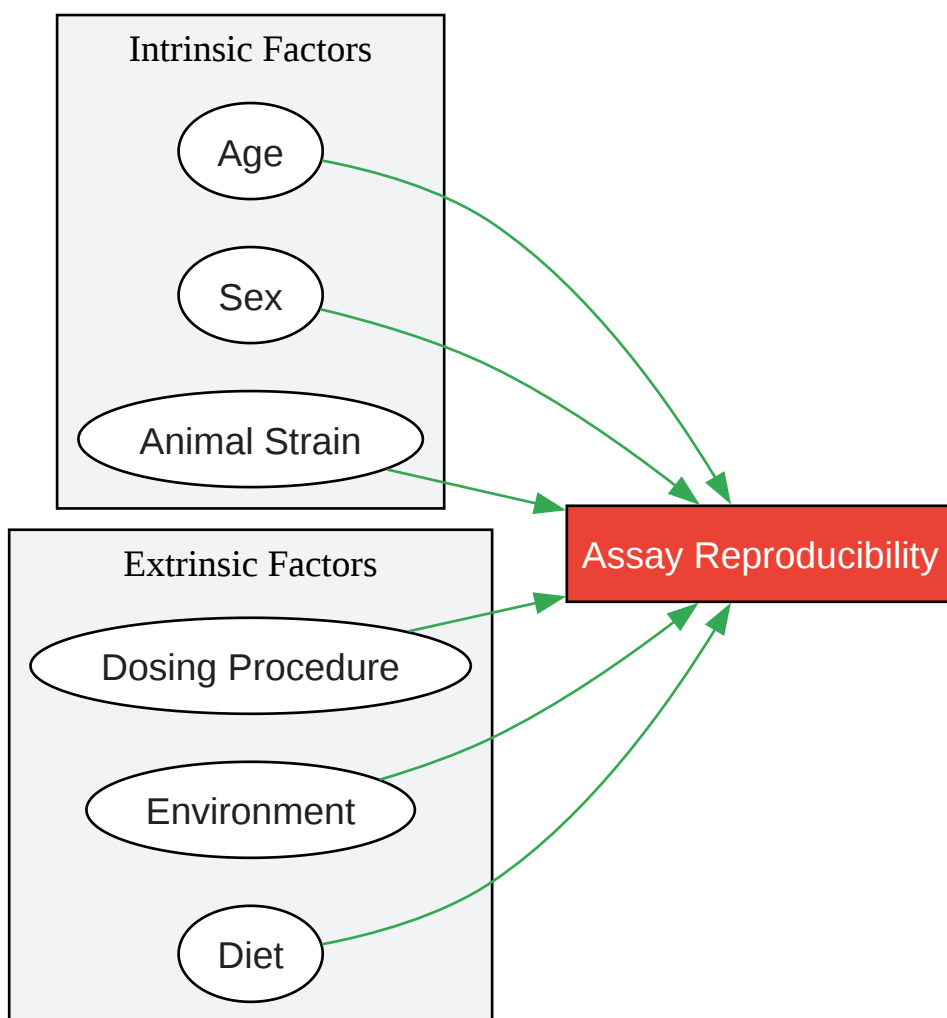 Intrinsic Factors
Age
Sex
Animal Strain
Assay Reproducibility
Extrinsic Factors
Dosing Procedure
Environment
Diet